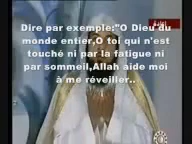 Dire par exemple:"O Dieu du
monde entier,O toi qui n'est
touché ni par la fatigue ni
par sommeil,Allah aide moi
à me réveiller..